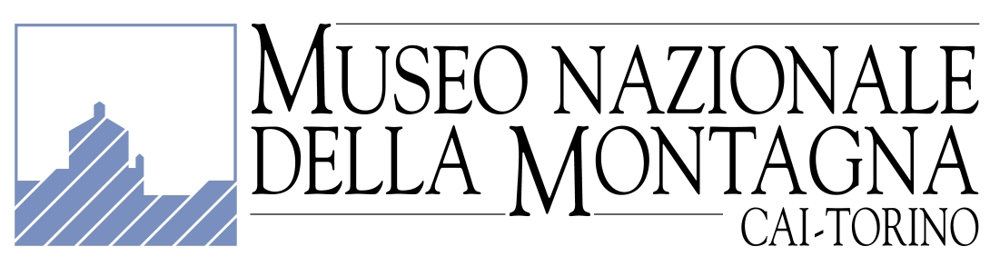 MUSEO NAZIONALE
DELLA MONTAGNA
CAI-TORINO